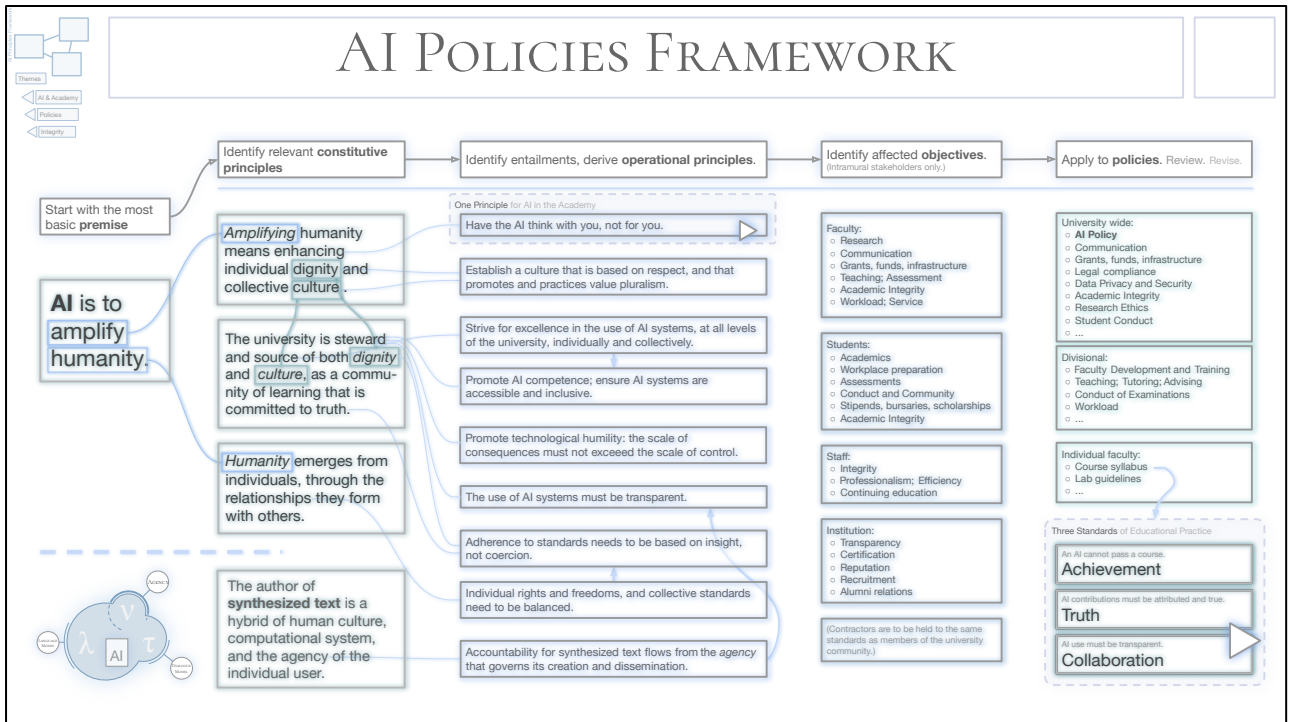 AI Policies Framework
Themes
AI & Academy
Policies
Integrity
Start with the most
basic premise
Identify relevant constitutive
principles
Identify entailments, derive operational principles.
Identify affected objectives.
(Intramural stakeholders only.)
Apply to policies. Review. Revise.
AI is to
amplify
humanity.
Amplifying humanity
means enhancing
individual dignity and
collective culture .
The university is steward
and source of both dignity
and culture, as a commu-
nity of learning that is
committed to truth.
Humanity emerges from
individuals, through the
relationships they form
with others.
The author of
synthesized text is a
hybrid of human culture,
computational system,
and the agency of the
individual user.
Agency
ν
λ
τ
AI
One Principle for AI in the Academy
Have the AI think with you, not for you.
Establish a culture that is based on respect, and that
promotes and practices value pluralism.
Strive for excellence in the use of AI systems, at all levels
of the university, individually and collectively.
Promote AI competence; ensure AI systems are
accessible and inclusive.
Promote technological humility: the scale of
consequences must not exceed the scale of control.
The use of AI systems must be transparent.
Adherence to standards needs to be based on insight,
not coercion.
Individual rights and freedoms, and collective standards
need to be balanced.
Accountability for synthesized text flows from the agency
that governs its creation and dissemination.
Faculty:
○ Research
○ Communication
○ Grants, funds, infrastructure
○ Teaching; Assessment
○ Academic Integrity
○ Workload; Service
Students:
○ Academics
○ Workplace preparation
○ Assessments
○ Conduct and Community
○ Stipends, bursaries, scholarships
○ Academic Integrity
Staff:
○ Integrity
○ Professionalism; Efficiency
○ Continuing education
Institution:
○ Transparency
○ Certification
○ Reputation
○ Recruitment
○ Alumni relations
(Contractors are to be held to the same
standards as members of the university
community.)
University wide:
○ AI Policy
○ Communication
○ Grants, funds, infrastructure
○ Legal compliance
○ Data Privacy and Security
○ Academic Integrity
○ Research Ethics
○ Student Conduct
○ ...
Divisional:
○ Faculty Development and Training
○ Teaching; Tutoring; Advising
○ Conduct of Examinations
○ Workload
○ ...
Individual faculty:
○ Course syllabus
○ Lab guidelines
○ ...
Three Standards of Educational Practice
An AI cannot pass a course.
Achievement
AI contributions must be attributed and true.
Truth
AI use must be transparent.
Collaboration